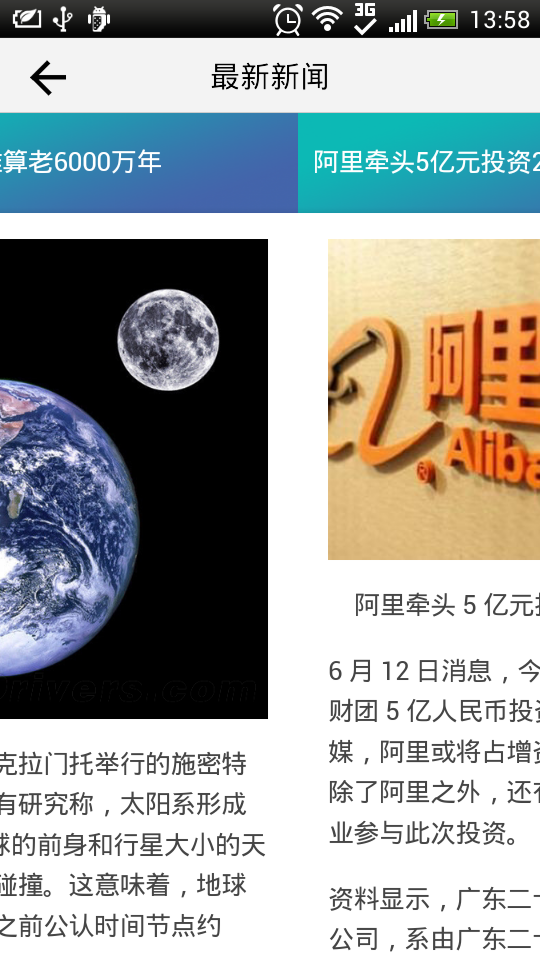 3G
13:58
最新新闻
算老6000万年
阿里牵头5亿元投资2
rivers.com
阿里
Aliba
®
克拉门托举行的施密特
有研究称，太阳系形成
球的前身和行星大小的天
碰撞。这意味着，地球
之前公认时间节点约
阿里牵头 5 亿元
6 月 12 日消息，今
财团 5 亿人民币投资
媒，阿里或将占增资
除了阿里之外，还有
业参与此次投资。
资料显示，广东二十
公司，系由广东二十